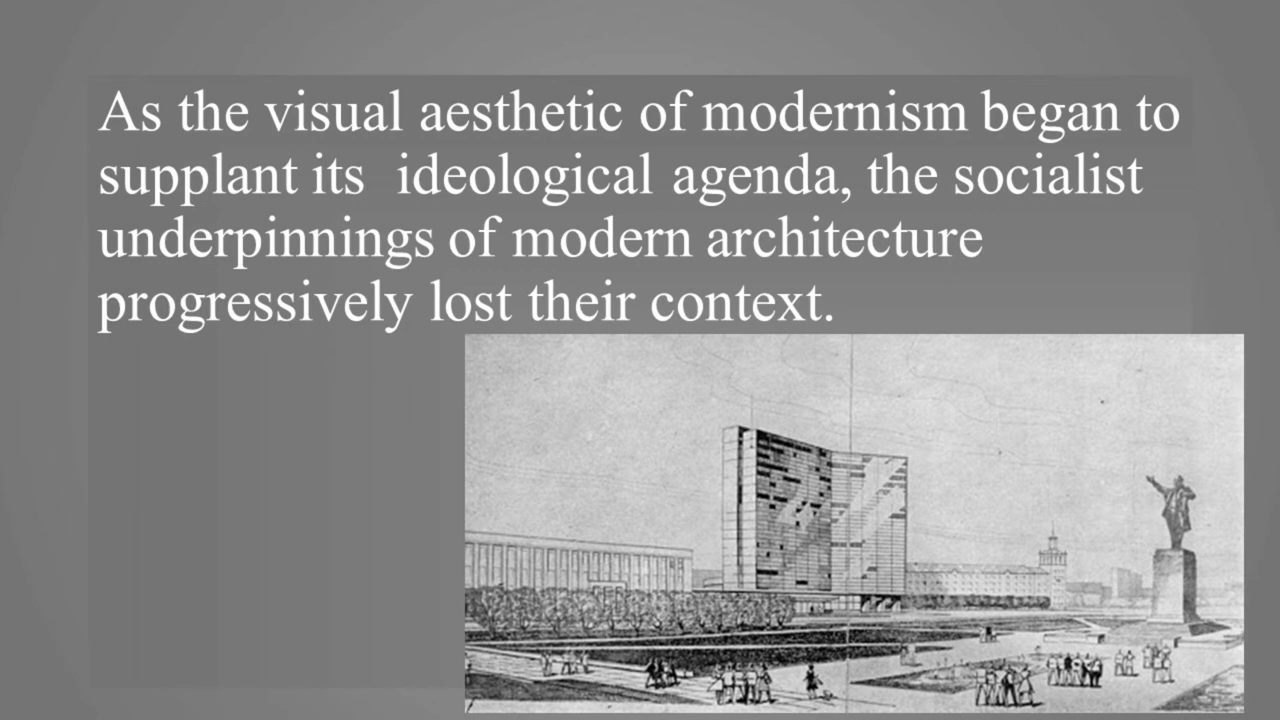 As the visual aesthetic of modernism began to
supplant its  ideological agenda, the socialist
underpinnings of modern architecture
progressively lost their context.